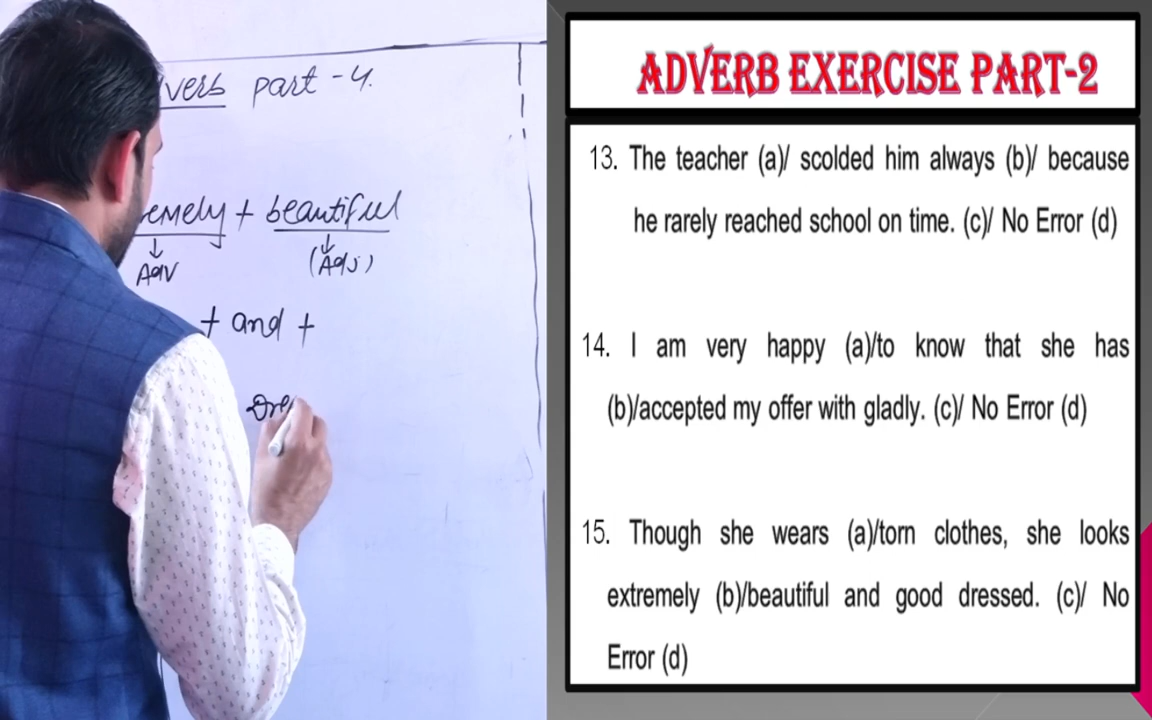 verb part -4.
emely + beautiful
Adv (Adj)
+ and +
Dre
ADVERB EXERCISE PART-2
13. The teacher (a)/ scolded him always (b)/ because
he rarely reached school on time. (c)/ No Error (d)
14. I am very happy (a)/to know that she has
(b)/accepted my offer with gladly. (c)/ No Error (d)
15. Though she wears (a)/torn clothes, she looks
extremely (b)/beautiful and good dressed. (c)/ No
Error (d)